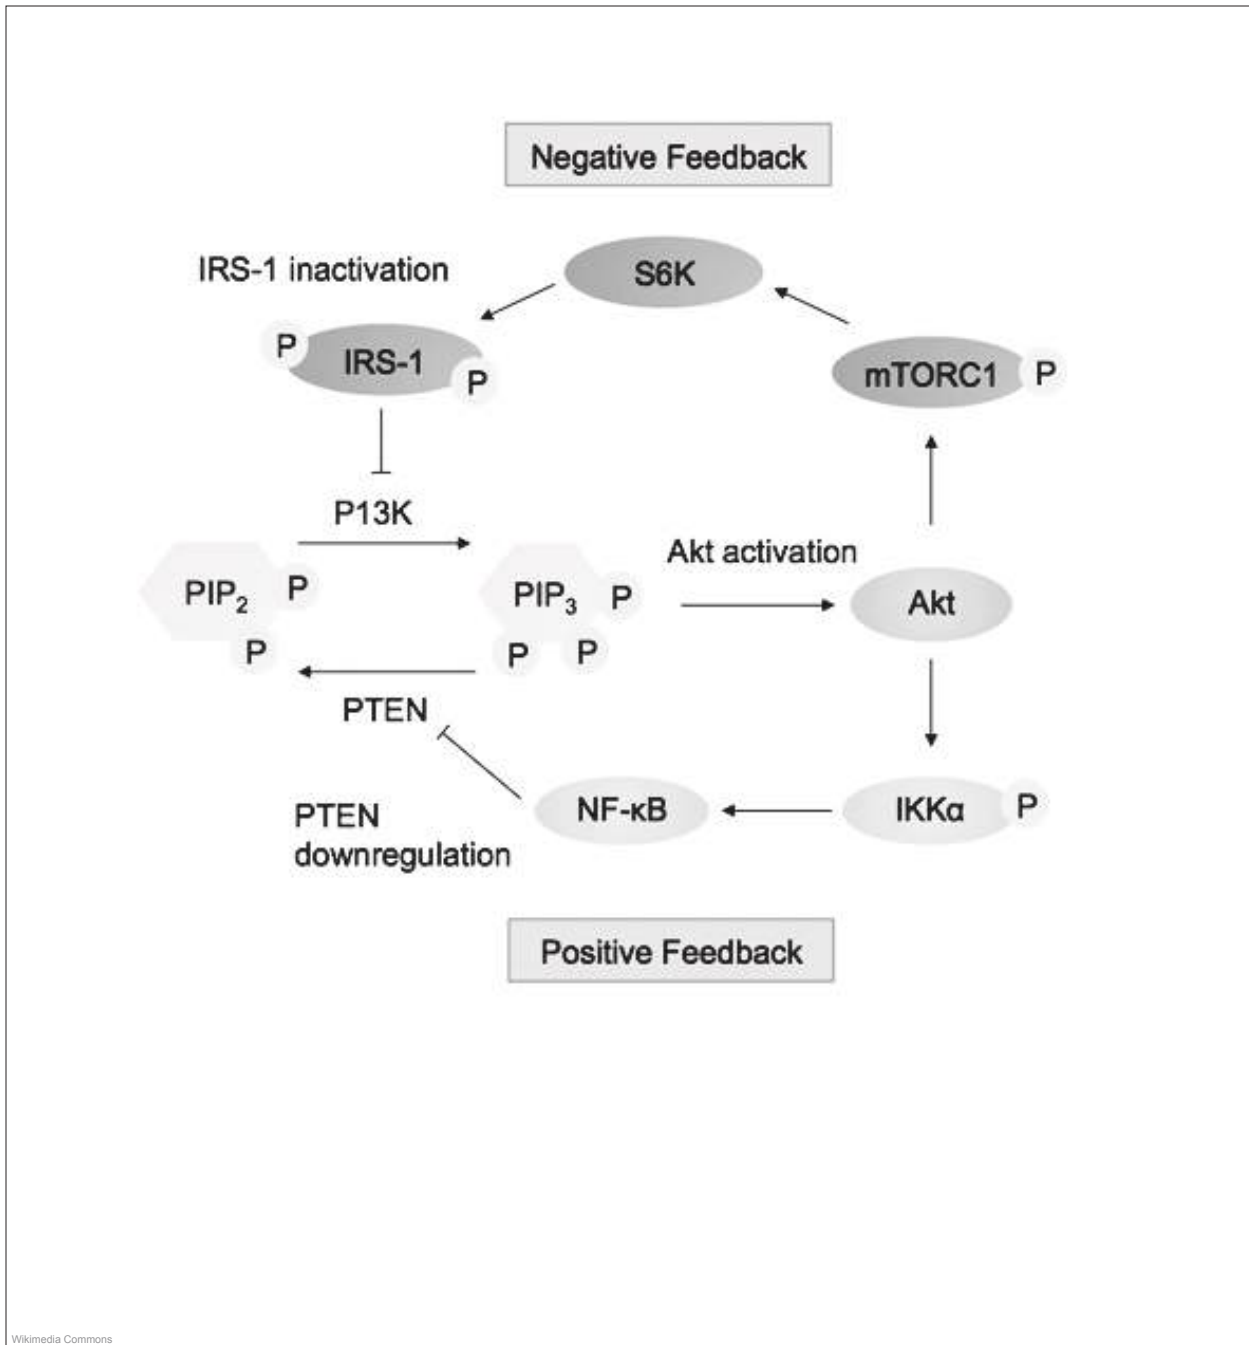 Negative Feedback
IRS-1 inactivation
S6K
P
IRS-1
P
mTORC1
P
P13K
Akt activation
PIP₂
P
P
PIP₃
P
P
P
Akt
PTEN
PTEN
downregulation
NF-κB
IKKα
P
Positive Feedback
Wikimedia Commons